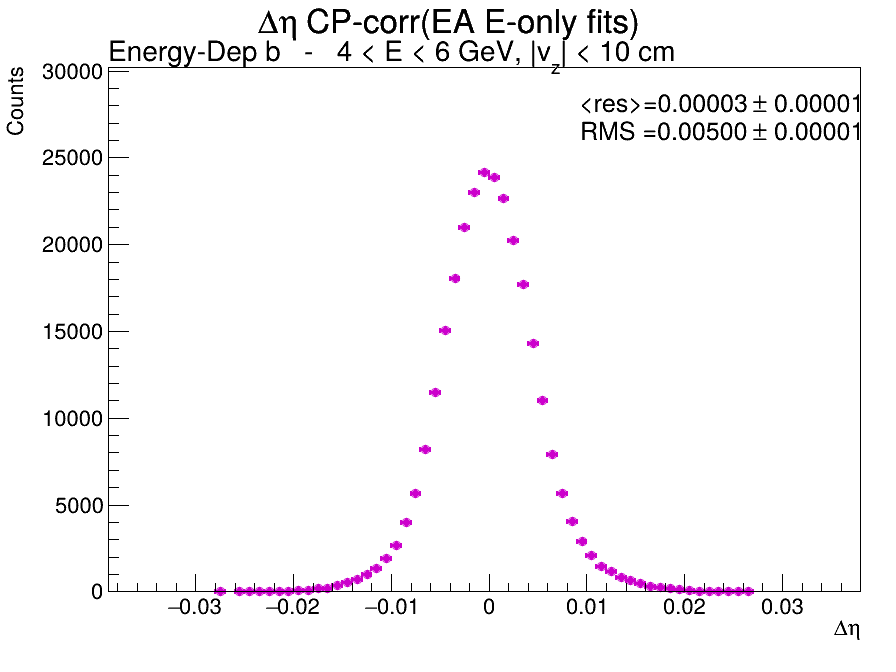 Δη CP-corr(EA E-only fits)
Energy-Dep b - 4 < E < 6 GeV, |v_z| < 10 cm
Counts
<res>=0.00003 ± 0.00001
RMS =0.00500 ± 0.00001
30000
25000
20000
15000
10000
5000
0
−0.03 −0.02 −0.01 0 0.01 0.02 0.03
Δη